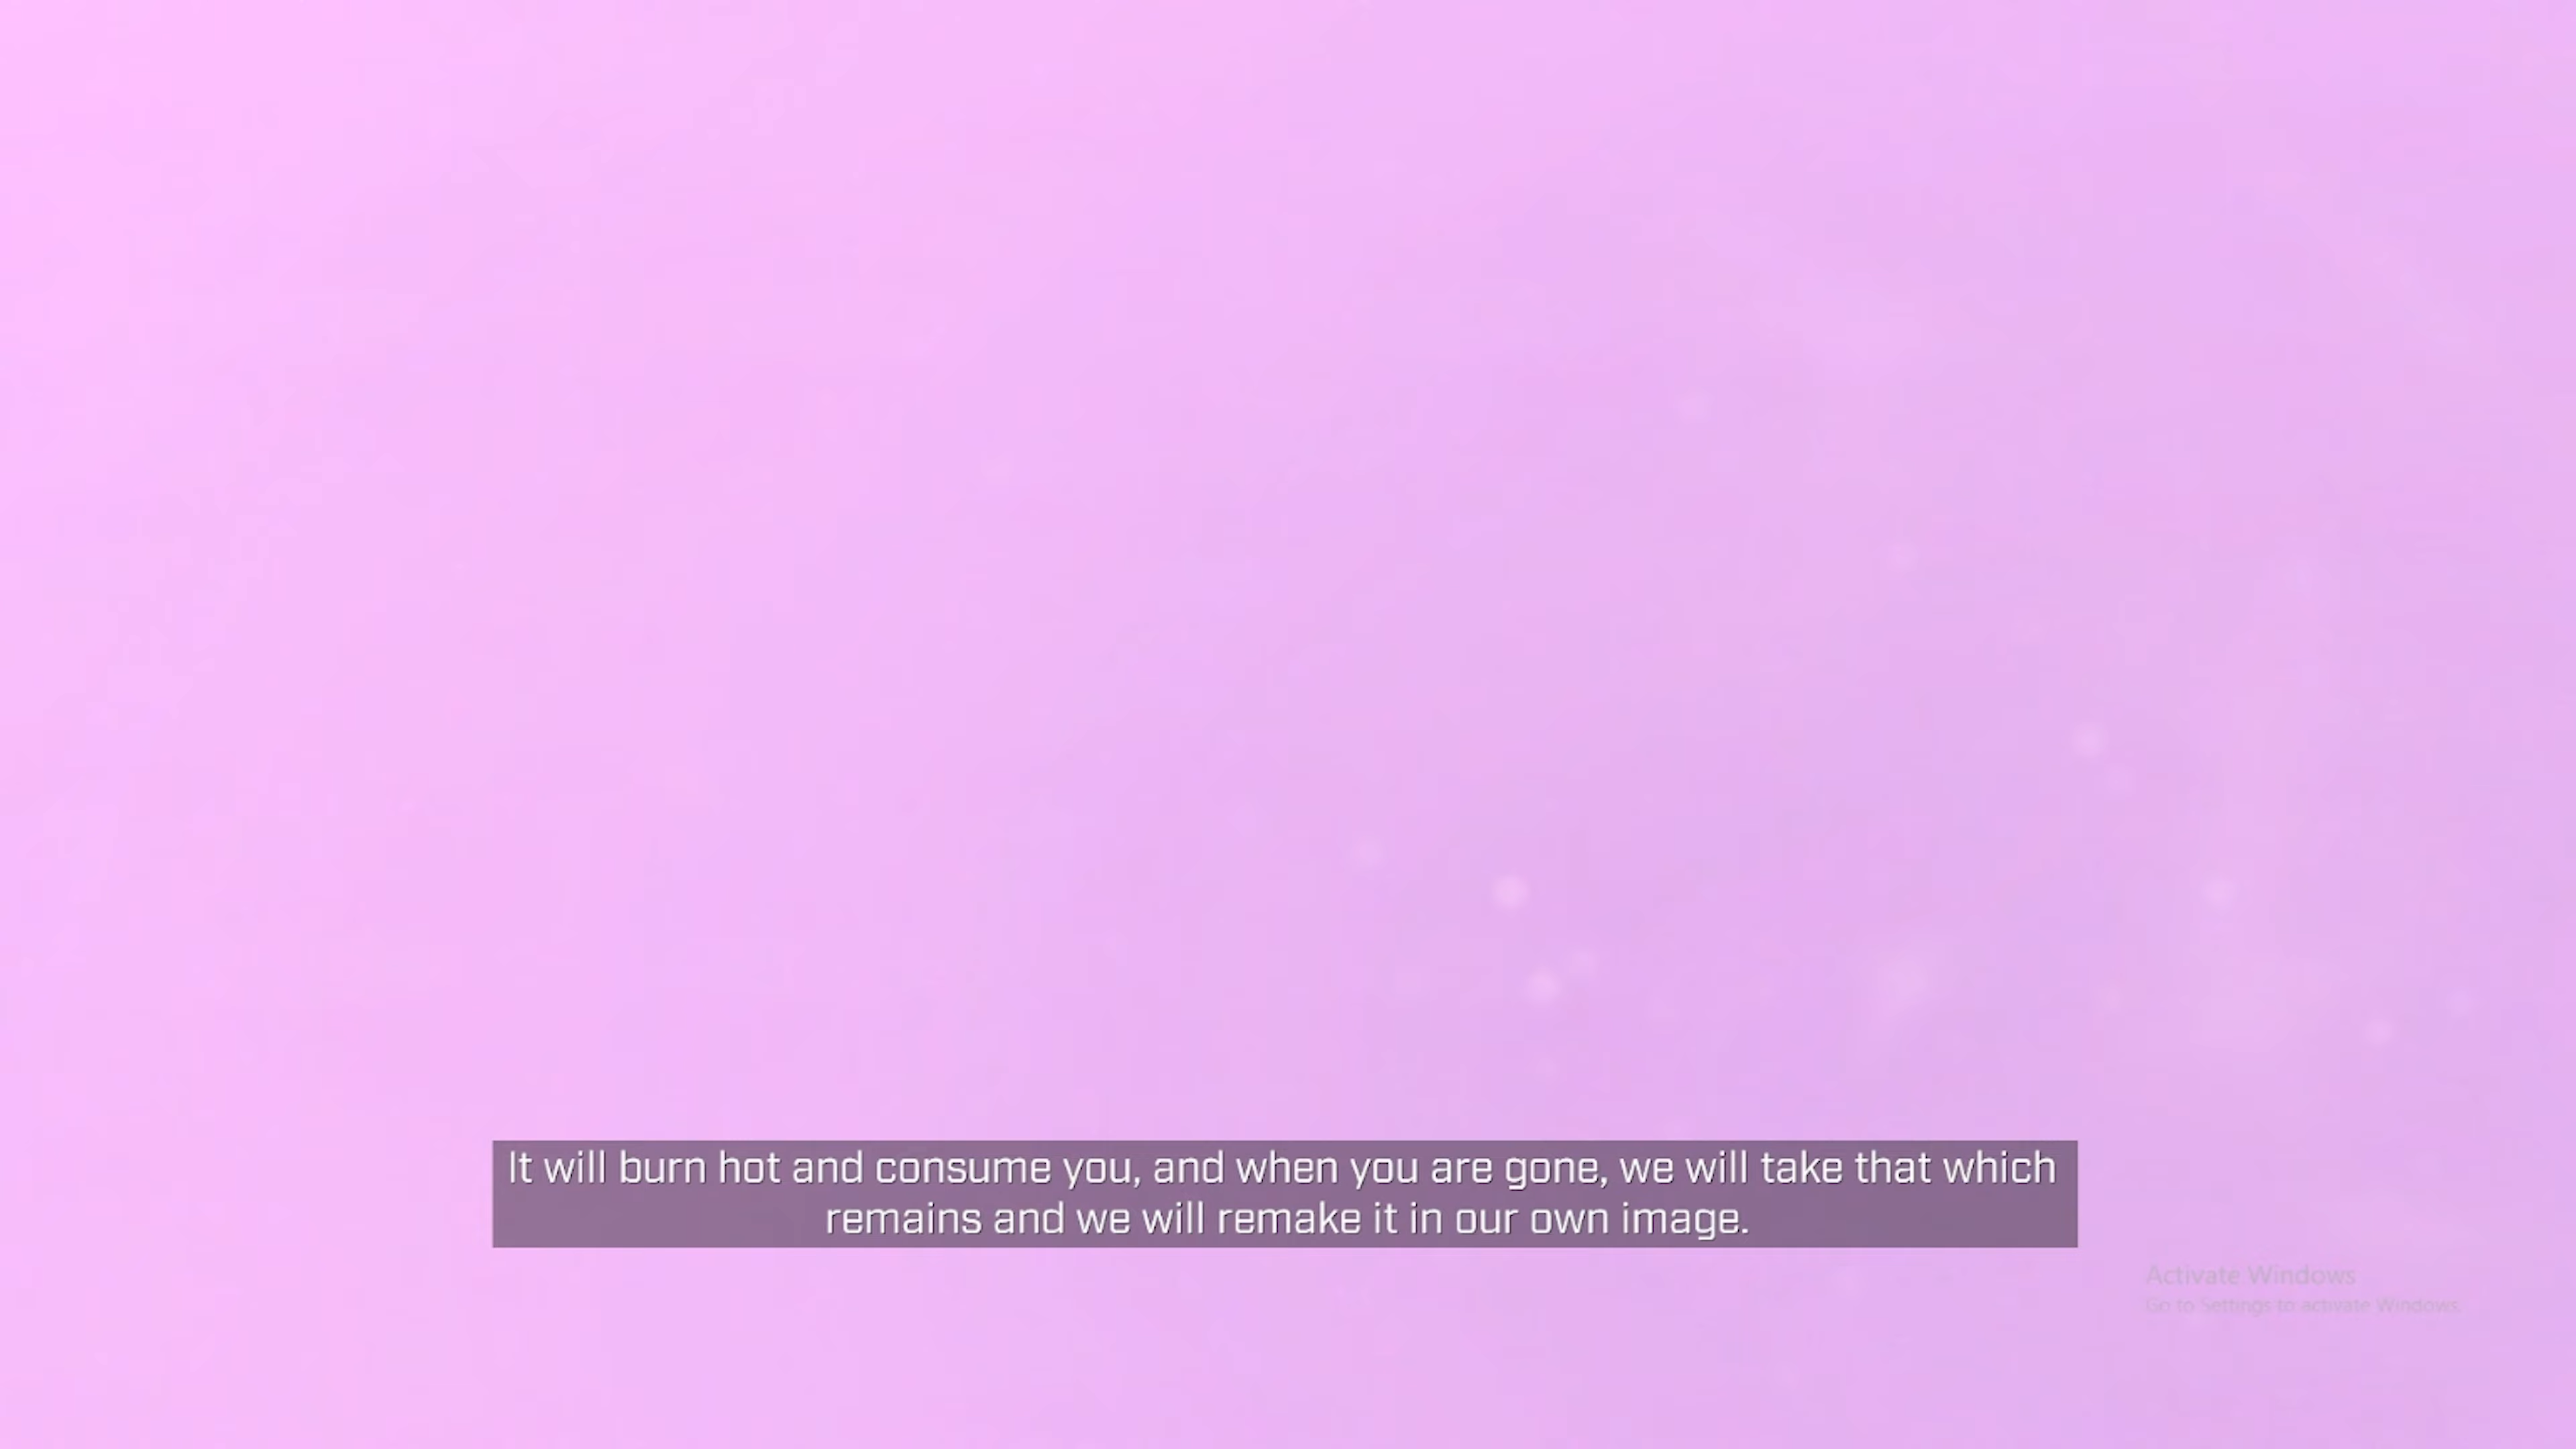 It will burn hot and consume you, and when you are gone, we will take that which
remains and we will remake it in our own image.
Activate Windows
Go to Settings to activate Windows.